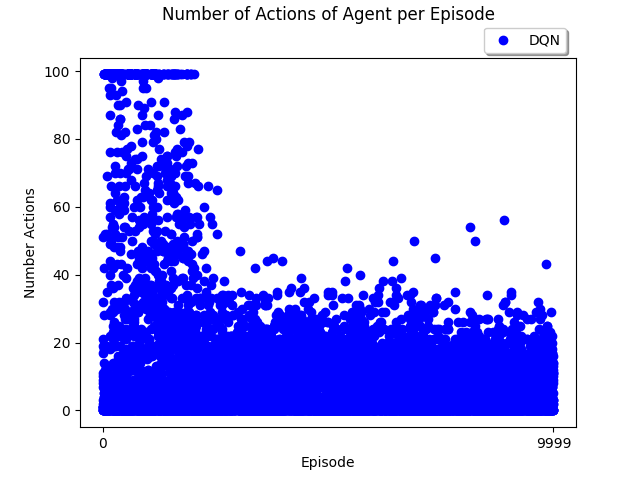 Number of Actions of Agent per Episode
DQN
100
80
60
40
20
0
Number Actions
0
9999
Episode